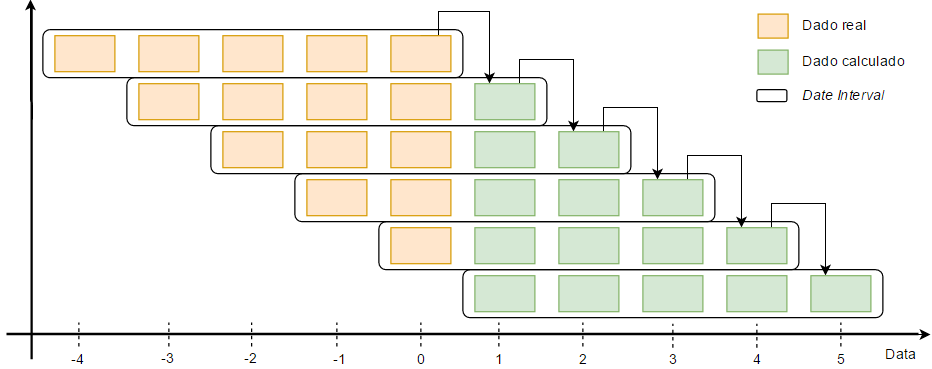 Dado real
Dado calculado
Date Interval
-4 -3 -2 -1 0 1 2 3 4 5 Data